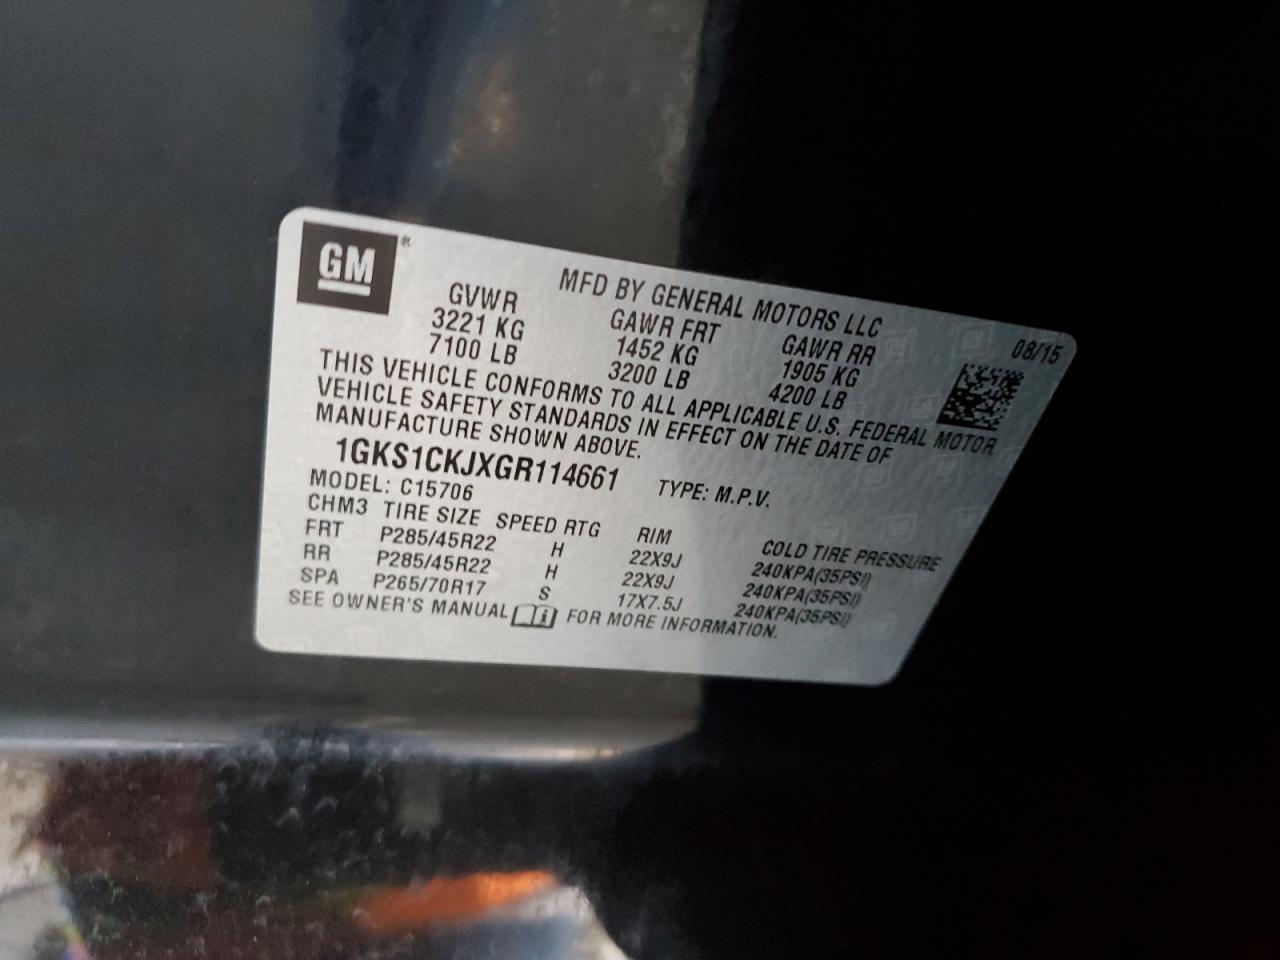 GM®
MFD BY GENERAL MOTORS LLC
08/15
GVWR GAWR FRT GAWR RR
3221 KG 1452 KG 1905 KG
7100 LB 3200 LB 4200 LB
THIS VEHICLE CONFORMS TO ALL APPLICABLE U.S. FEDERAL MOTOR
VEHICLE SAFETY STANDARDS IN EFFECT ON THE DATE OF
MANUFACTURE SHOWN ABOVE.
1GKS1CKJXGR114661 TYPE: M.P.V.
MODEL: C15706
CHM3 TIRE SIZE SPEED RTG RIM COLD TIRE PRESSURE
FRT P285/45R22 H 22X9J 240KPA(35PSI)
RR P285/45R22 H 22X9J 240KPA(35PSI)
SPA P265/70R17 S 17X7.5J 240KPA(35PSI)
SEE OWNER'S MANUAL FOR MORE INFORMATION.